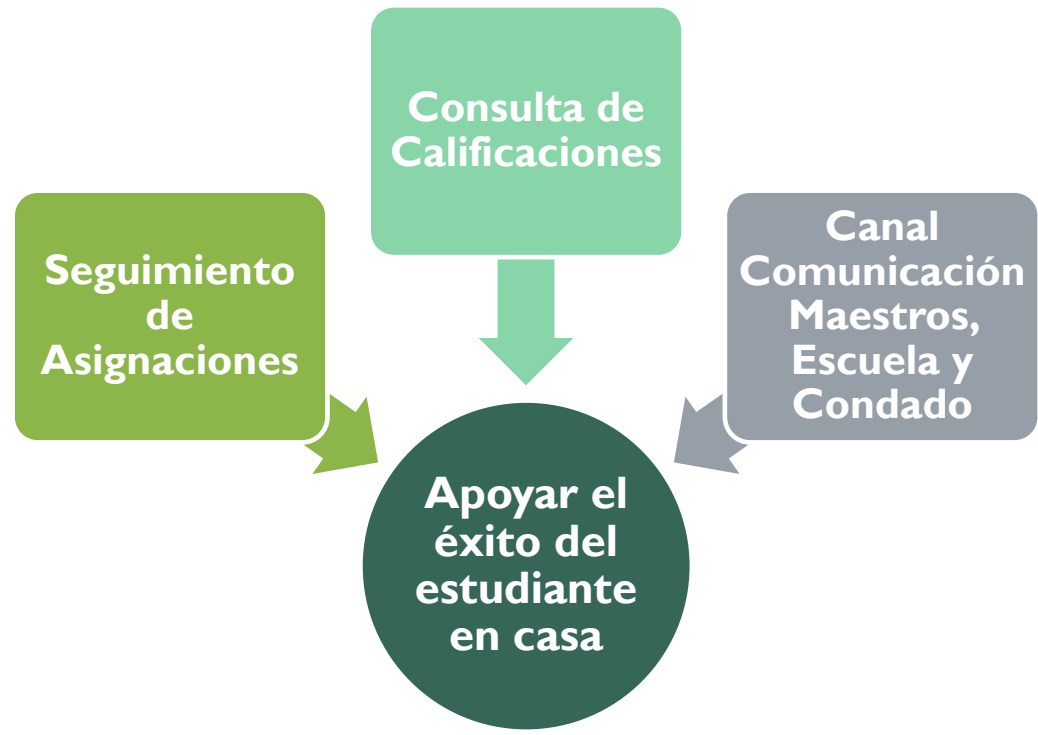 Consulta de
Calificaciones
Seguimiento
de
Asignaciones
Canal
Comunicación
Maestros,
Escuela y
Condado
Apoyar el
éxito del
estudiante
en casa